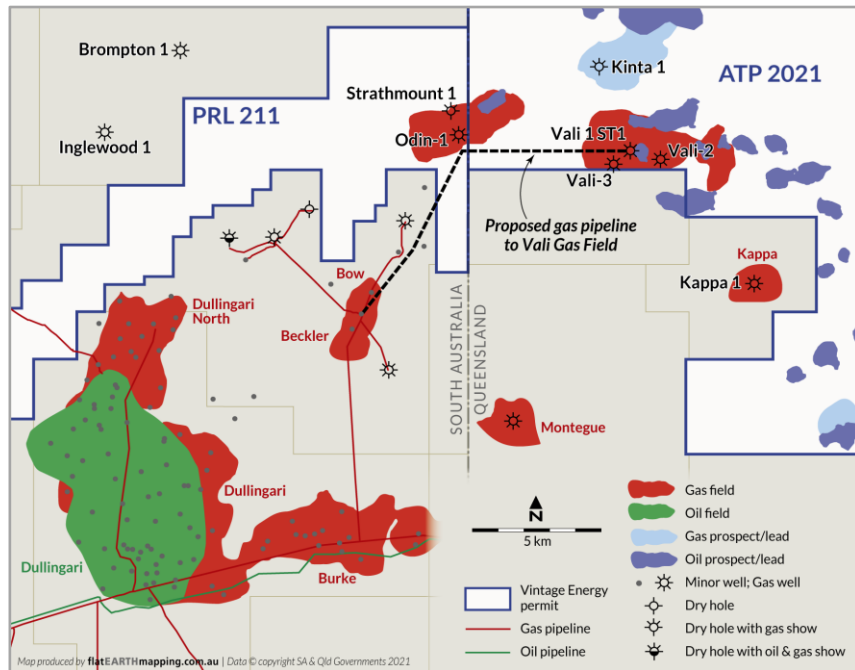 Brompton 1
Kinta 1
ATP 2021
PRL 211
Strathmount 1
Odin-1
Inglewood 1
Vali 1 ST1
Vali-2
Vali-3
Proposed gas pipeline
to Vali Gas Field
Bow
Kappa
Kappa 1
Dullingari
North
Beckler
SOUTH AUSTRALIA
QUEENSLAND
Montegue
Dullingari
Dullingari
Burke
N
5 km
Gas field
Oil field
Gas prospect/lead
Oil prospect/lead
Minor well; Gas well
Dry hole
Dry hole with gas show
Dry hole with oil & gas show
Vintage Energy
permit
Gas pipeline
Oil pipeline
Map produced by flatEARTHmapping.com.au | Data © copyright SA & Qld Governments 2021